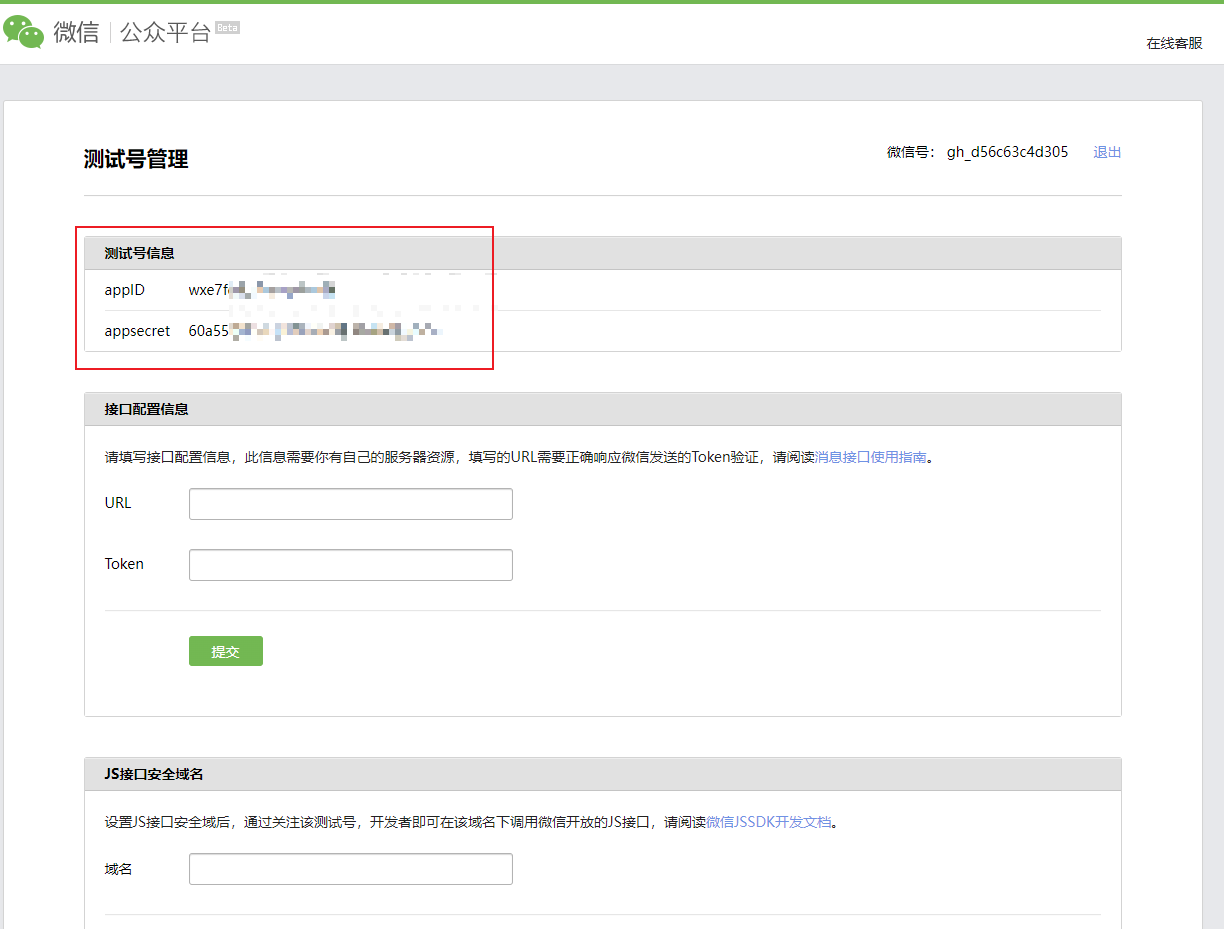 微信 公众平台 Beta
在线客服
测试号管理
微信号： gh_d56c63c4d305 退出
测试号信息
appID wxe7f
appsecret 60a55
接口配置信息
请填写接口配置信息，此信息需要你有自己的服务器资源，填写的URL需要正确响应微信发送的Token验证，请阅读消息接口使用指南。
URL
Token
提交
JS接口安全域名
设置JS接口安全域后，通过关注该测试号，开发者即可在该域名下调用微信开放的JS接口，请阅读微信JSSDK开发文档。
域名